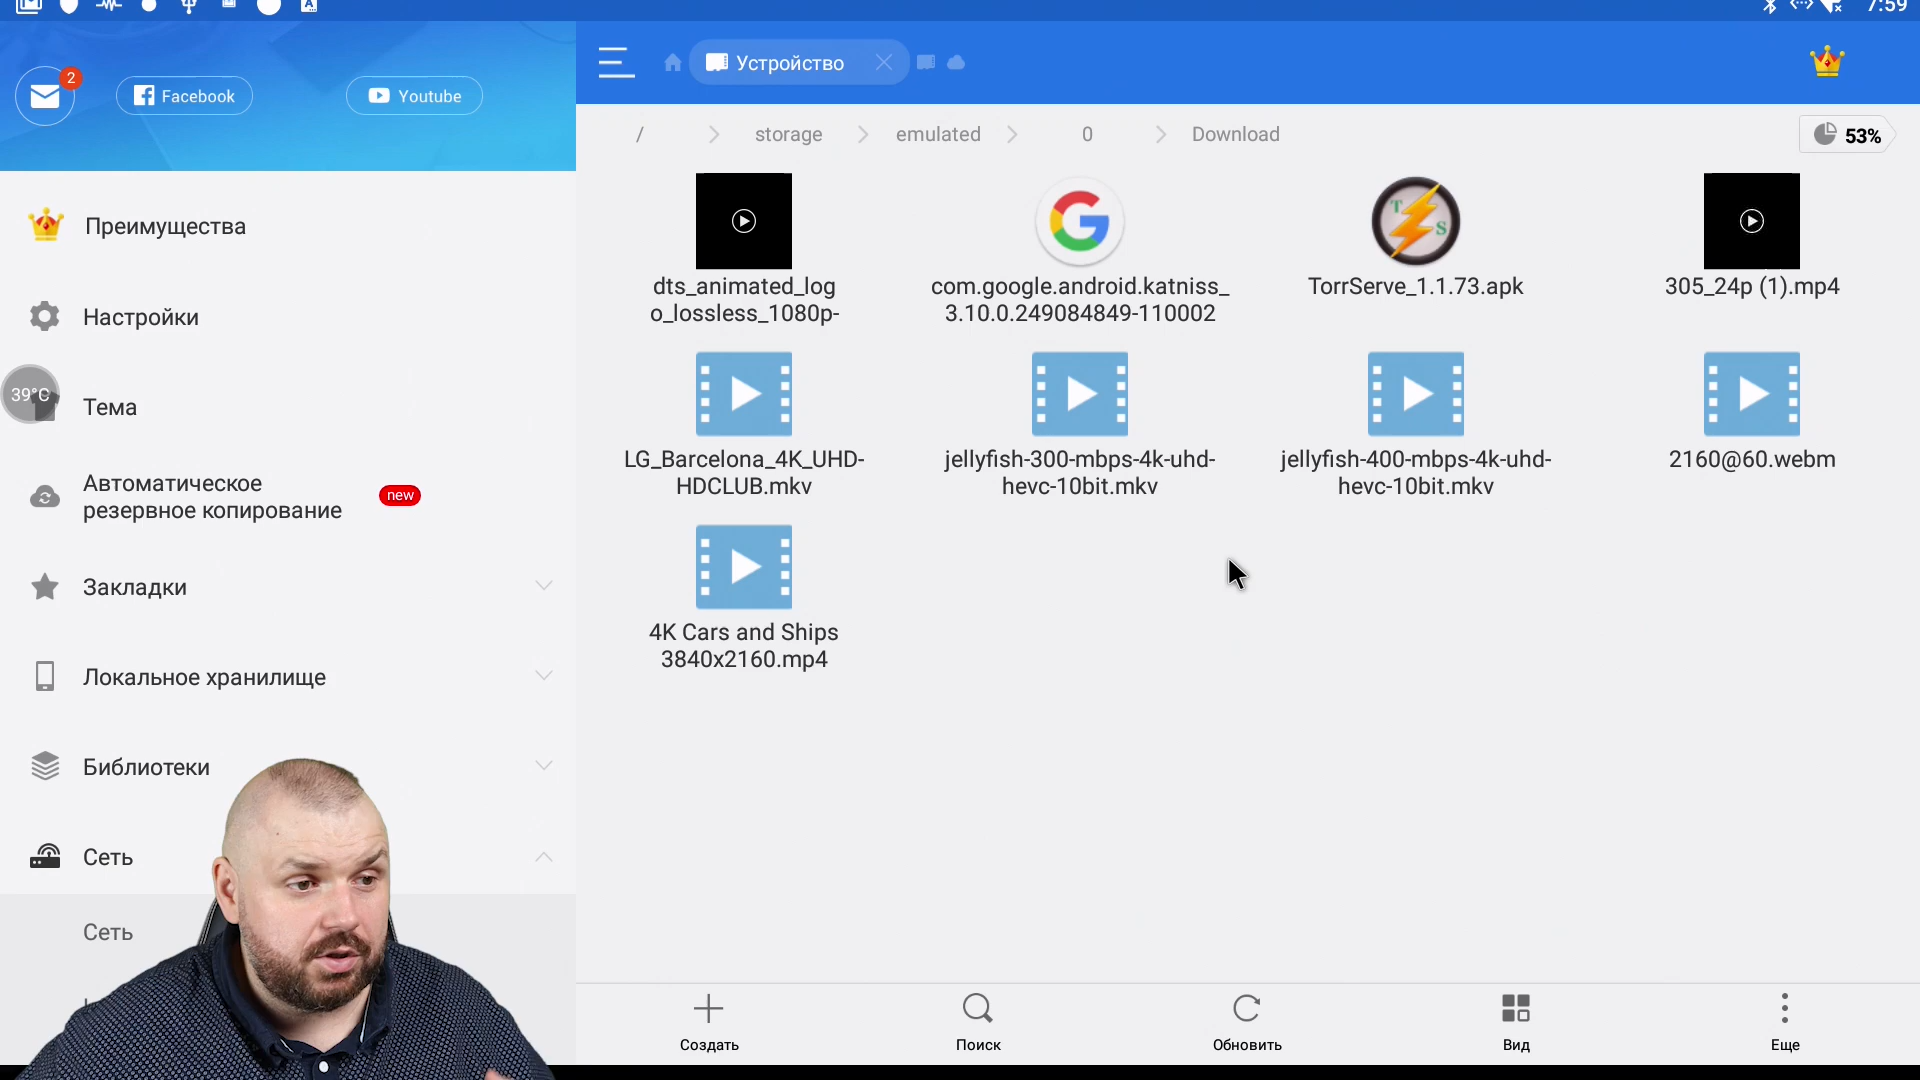 7:59
2
Facebook
Youtube
Устройство
/
storage
emulated
0
Download
53%
Преимущества
Настройки
39°C
Тема
Автоматическое
резервное копирование
new
Закладки
Локальное хранилище
Библиотеки
Сеть
Сеть
dts_animated_log
o_lossless_1080p-
com.google.android.katniss_
3.10.0.249084849-110002
TorrServe_1.1.73.apk
305_24p (1).mp4
LG_Barcelona_4K_UHD-
HDCLUB.mkv
jellyfish-300-mbps-4k-uhd-
hevc-10bit.mkv
jellyfish-400-mbps-4k-uhd-
hevc-10bit.mkv
2160@60.webm
4K Cars and Ships
3840x2160.mp4
Создать
Поиск
Обновить
Вид
Еще